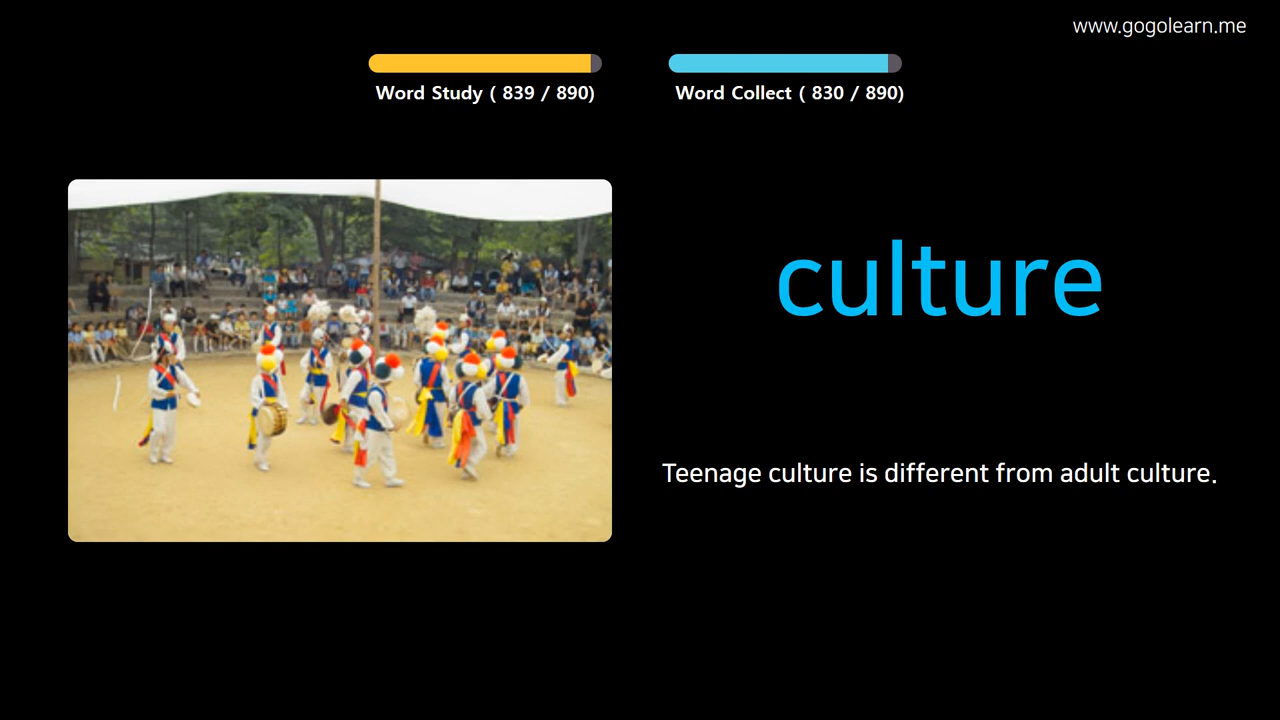 www.gogolearn.me
Word Study ( 839 / 890)
Word Collect ( 830 / 890)
culture
Teenage culture is different from adult culture.